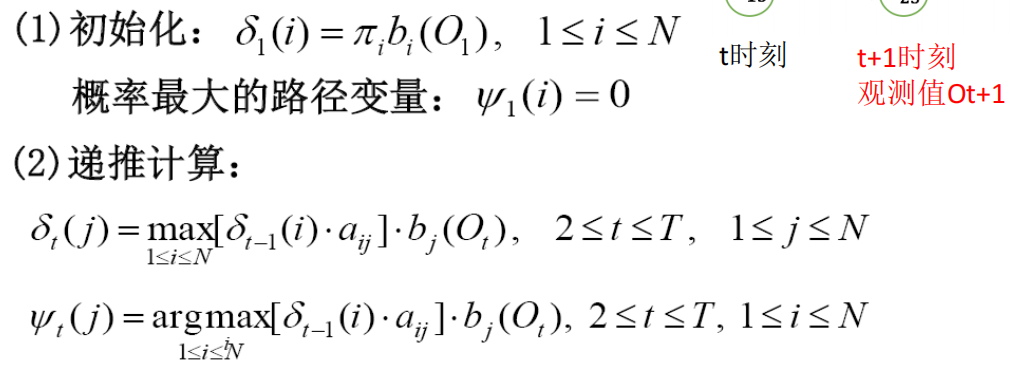 (1)初始化：δ₁(i) = πᵢbᵢ(O₁), 1≤i≤N
t时刻
t+1时刻
观测值Ot+1
概率最大的路径变量：ψ₁(i) = 0
(2)递推计算：
δₜ(j) = max[δₜ₋₁(i)·aᵢⱼ]·bⱼ(Oₜ), 2≤t≤T, 1≤j≤N
1≤i≤N
ψₜ(j) = argmax[δₜ₋₁(i)·aᵢⱼ]·bⱼ(Oₜ), 2≤t≤T, 1≤i≤N
1≤i≤N